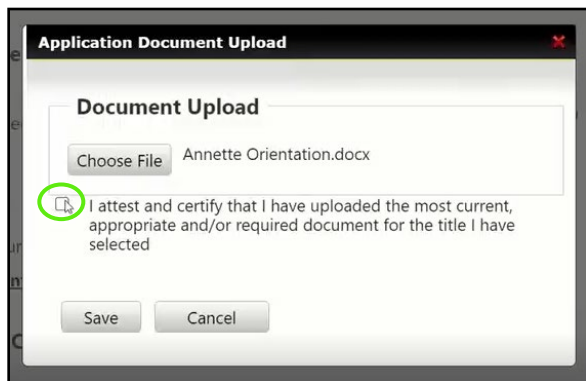 Application Document Upload
Document Upload
Choose File Annette Orientation.docx
I attest and certify that I have uploaded the most current,
appropriate and/or required document for the title I have
selected
Save Cancel